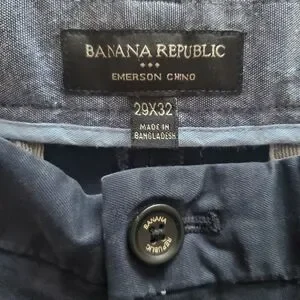 BANANA REPUBLIC
EMERSON CHINO
29X32
MADE IN
BANGLADESH
BANANA
REPUBLIC